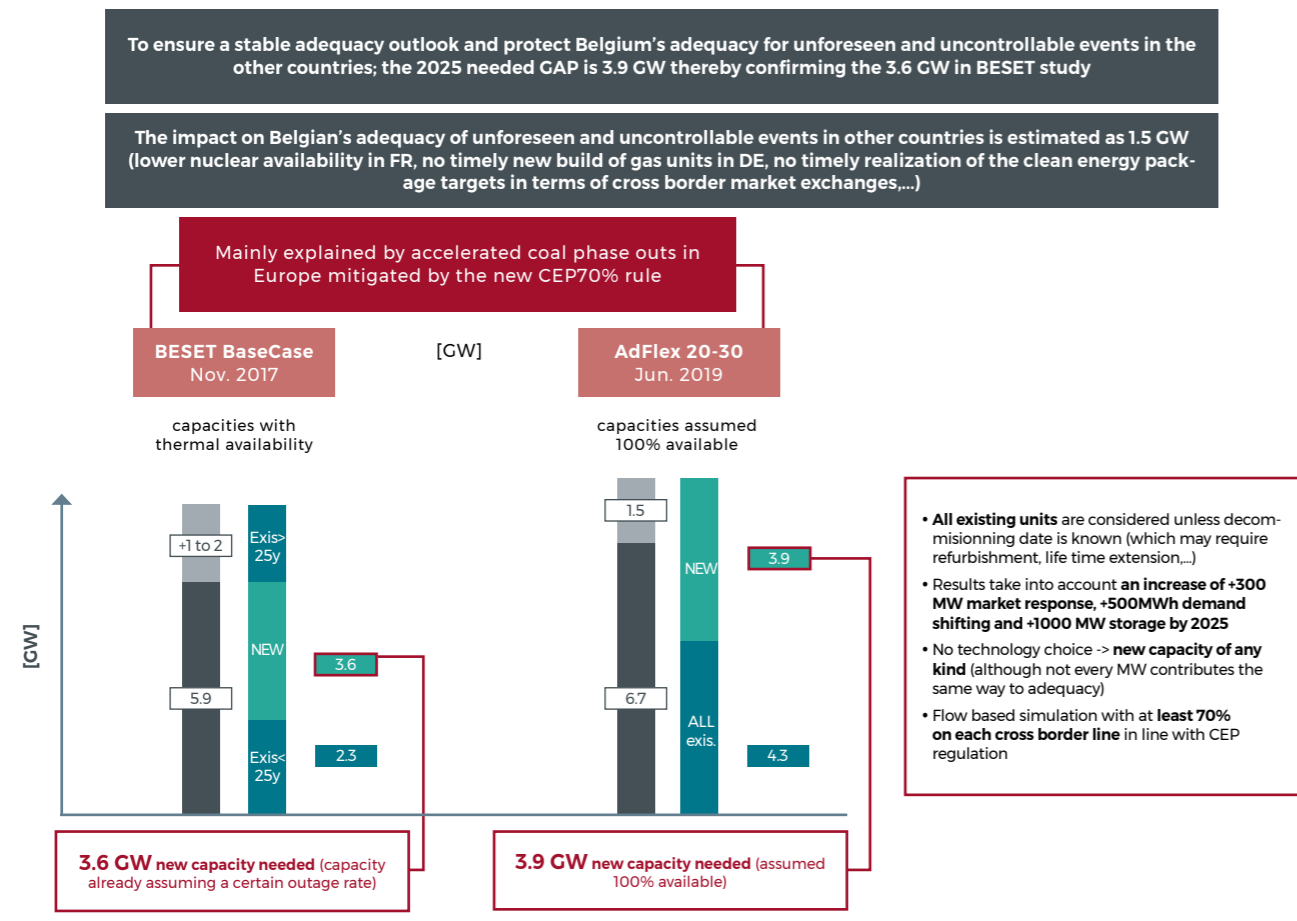 To ensure a stable adequacy outlook and protect Belgium’s adequacy for unforeseen and uncontrollable events in the
other countries; the 2025 needed GAP is 3.9 GW thereby confirming the 3.6 GW in BESET study
The impact on Belgian’s adequacy of unforeseen and uncontrollable events in other countries is estimated as 1.5 GW
(lower nuclear availability in FR, no timely new build of gas units in DE, no timely realization of the clean energy pack-
age targets in terms of cross border market exchanges,...)
Mainly explained by accelerated coal phase outs in
Europe mitigated by the new CEP70% rule
BESET BaseCase
Nov. 2017
[GW]
AdFlex 20-30
Jun. 2019
capacities with
thermal availability
capacities assumed
100% available
[GW]
+1 to 2
5.9
Exis>
25y
NEW
Exis<
25y
3.6
2.3
1.5
6.7
NEW
ALL
exis.
3.9
4.3
• All existing units are considered unless decom-
misionning date is known (which may require
refurbishment, life time extension,...)
• Results take into account an increase of +300
MW market response, +500MWh demand
shifting and +1000 MW storage by 2025
• No technology choice -> new capacity of any
kind (although not every MW contributes the
same way to adequacy)
• Flow based simulation with at least 70%
on each cross border line in line with CEP
regulation
3.6 GW new capacity needed (capacity
already assuming a certain outage rate)
3.9 GW new capacity needed (assumed
100% available)